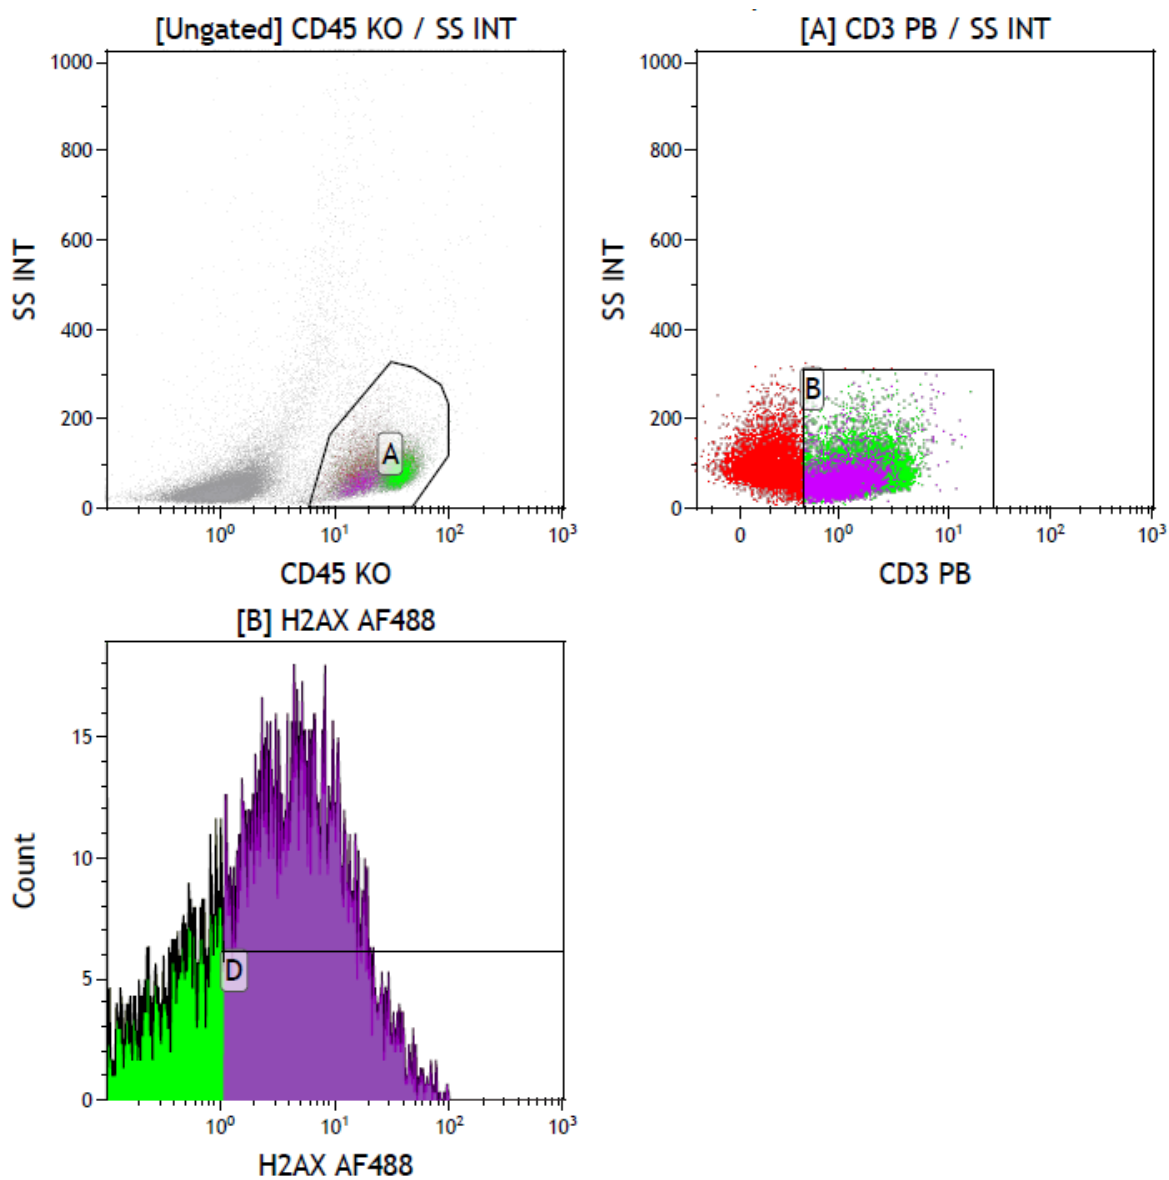 [Ungated] CD45 KO / SS INT
1000
800
600
400
200
0
SS INT
A
10⁰
10¹
10²
10³
CD45 KO
[A] CD3 PB / SS INT
1000
800
600
400
200
0
SS INT
B
0
10⁰
10¹
10²
10³
CD3 PB
[B] H2AX AF488
15
10
5
0
Count
D
10⁰
10¹
10²
10³
H2AX AF488